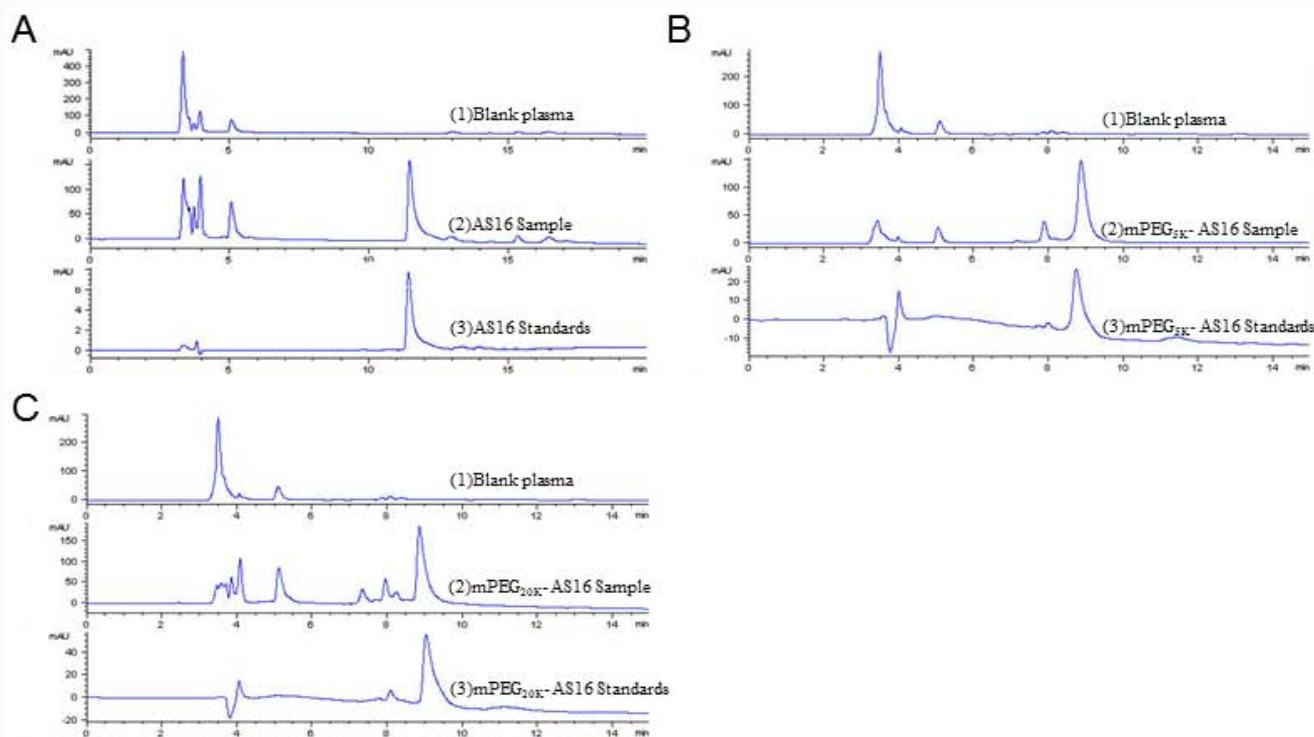 A
mAU
400
300
200
100
0
(1)Blank plasma
0 5 10 15 min
mAU
100
50
0
(2)AS16 Sample
0 5 10 15 min
mAU
6
4
2
0
(3)AS16 Standards
0 5 10 15 min
B
mAU
200
100
0
(1)Blank plasma
0 2 4 6 8 10 12 14 min
mAU
100
50
0
(2)mPEG5K- AS16 Sample
0 2 4 6 8 10 12 14 min
mAU
20
10
0
-10
(3)mPEG5K- AS16 Standards
0 2 4 6 8 10 12 14 min
C
mAU
200
100
0
(1)Blank plasma
0 2 4 6 8 10 12 14 min
mAU
150
100
50
0
(2)mPEG20K- AS16 Sample
0 2 4 6 8 10 12 14 min
mAU
40
20
0
-20
(3)mPEG20K- AS16 Standards
0 2 4 6 8 10 12 14 min